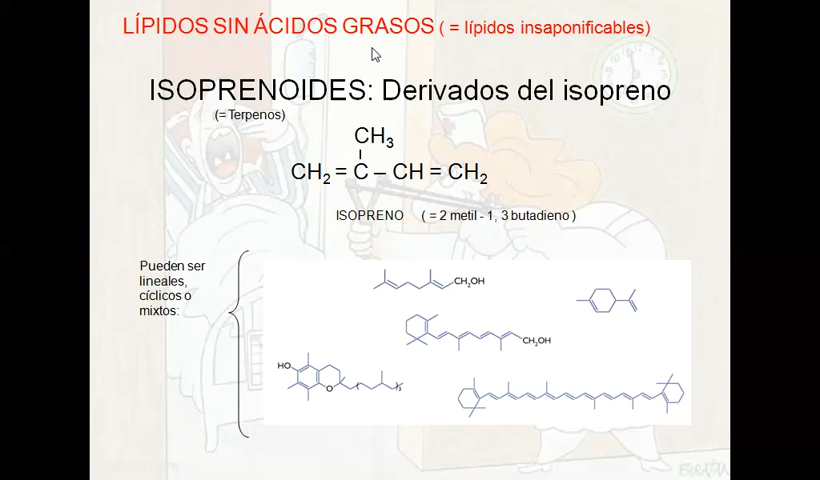 LÍPIDOS SIN ÁCIDOS GRASOS ( = lípidos insaponificables)
ISOPRENOIDES: Derivados del isopreno
(= Terpenos)
CH3
CH2 = C – CH = CH2
ISOPRENO ( = 2 metil - 1, 3 butadieno )
Pueden ser
lineales,
cíclicos o
mixtos:
CH2OH
CH2OH
HO
O
3